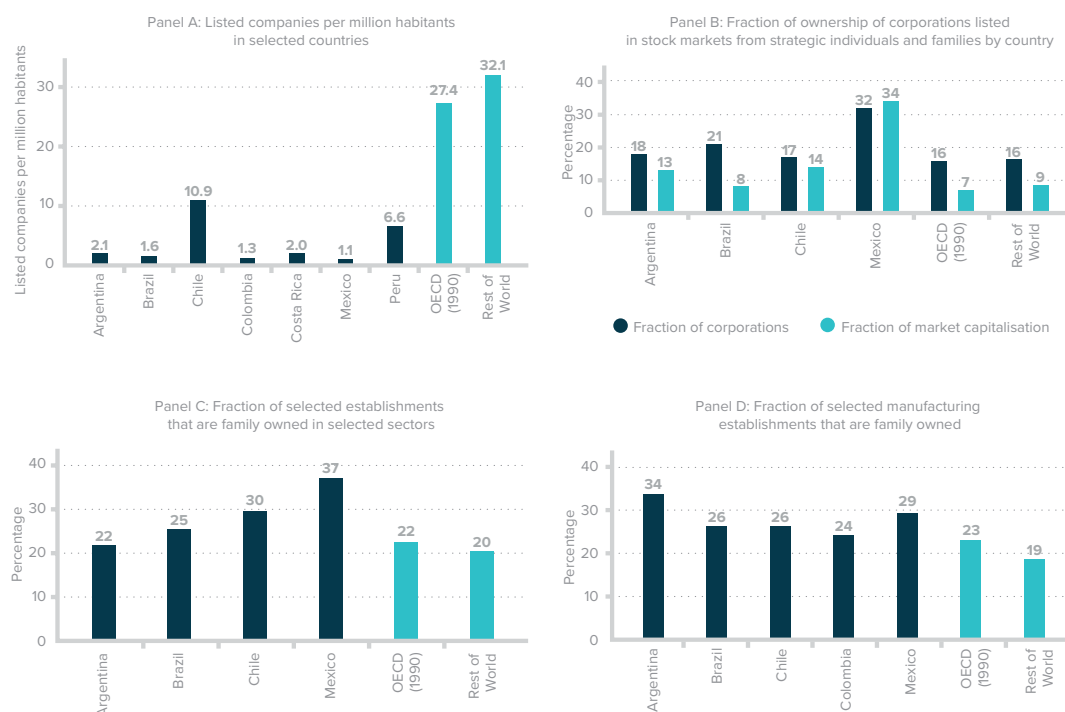 Panel A: Listed companies per million habitants
in selected countries
Listed companies per million habitants
30
20
10
0
2.1
1.6
10.9
1.3
2.0
1.1
6.6
27.4
32.1
Argentina
Brazil
Chile
Colombia
Costa Rica
Mexico
Peru
OECD
(1990)
Rest of
World
Panel B: Fraction of ownership of corporations listed
in stock markets from strategic individuals and families by country
Percentage
40
30
20
10
0
18
13
21
8
17
14
32
34
16
7
16
9
Argentina
Brazil
Chile
Mexico
OECD
(1990)
Rest of
World
Fraction of corporations
Fraction of market capitalisation
Panel C: Fraction of selected establishments
that are family owned in selected sectors
Percentage
40
30
20
10
0
22
25
30
37
22
20
Argentina
Brazil
Chile
Mexico
OECD
(1990)
Rest of
World
Panel D: Fraction of selected manufacturing
establishments that are family owned
Percentage
40
30
20
10
0
34
26
26
24
29
23
19
Argentina
Brazil
Chile
Colombia
Mexico
OECD
(1990)
Rest of
World